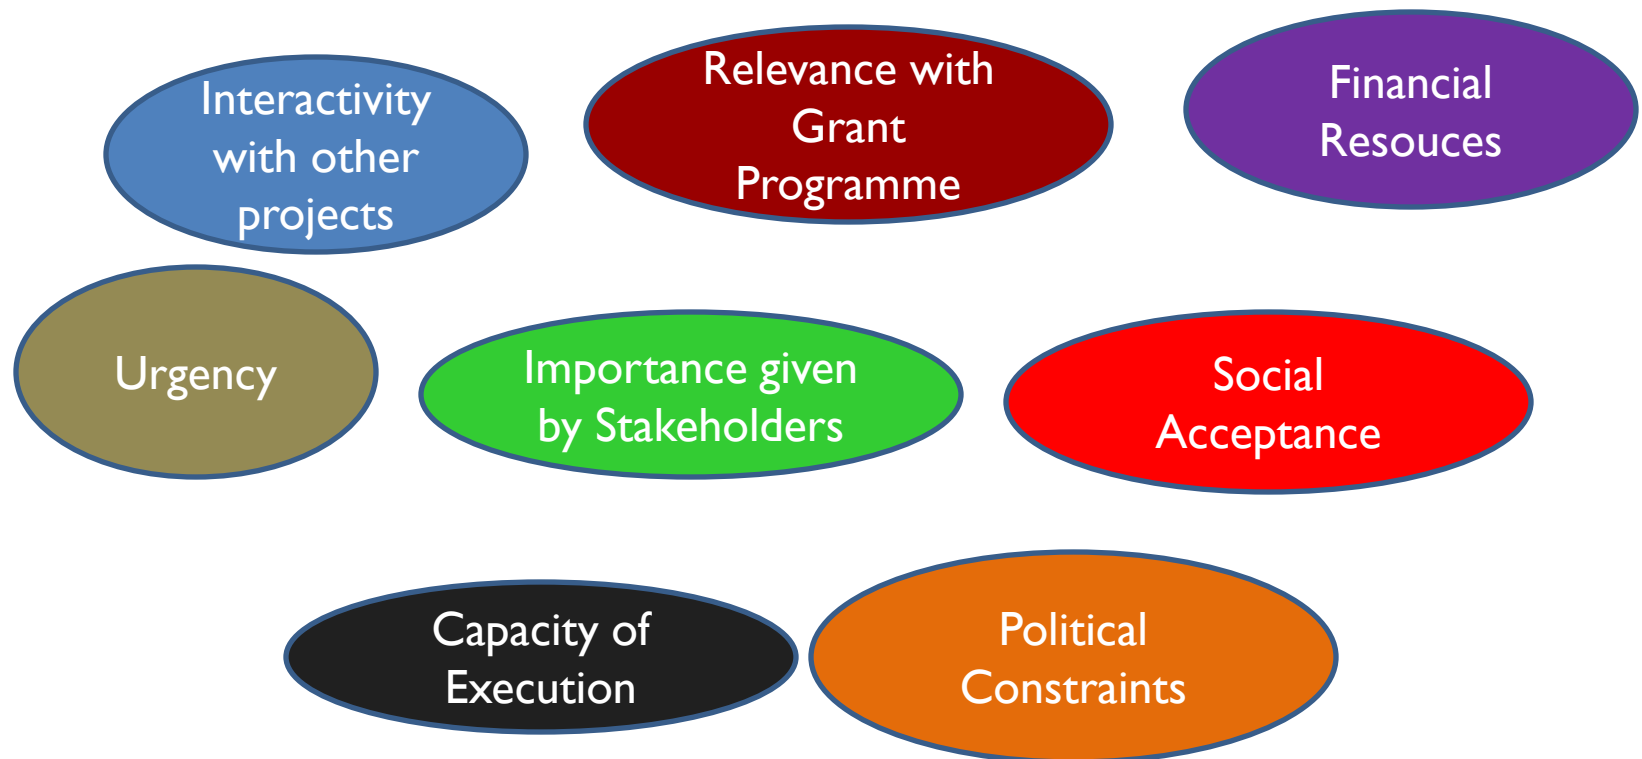 Interactivity
with other
projects
Relevance with
Grant
Programme
Financial
Resouces
Urgency
Importance given
by Stakeholders
Social
Acceptance
Capacity of
Execution
Political
Constraints